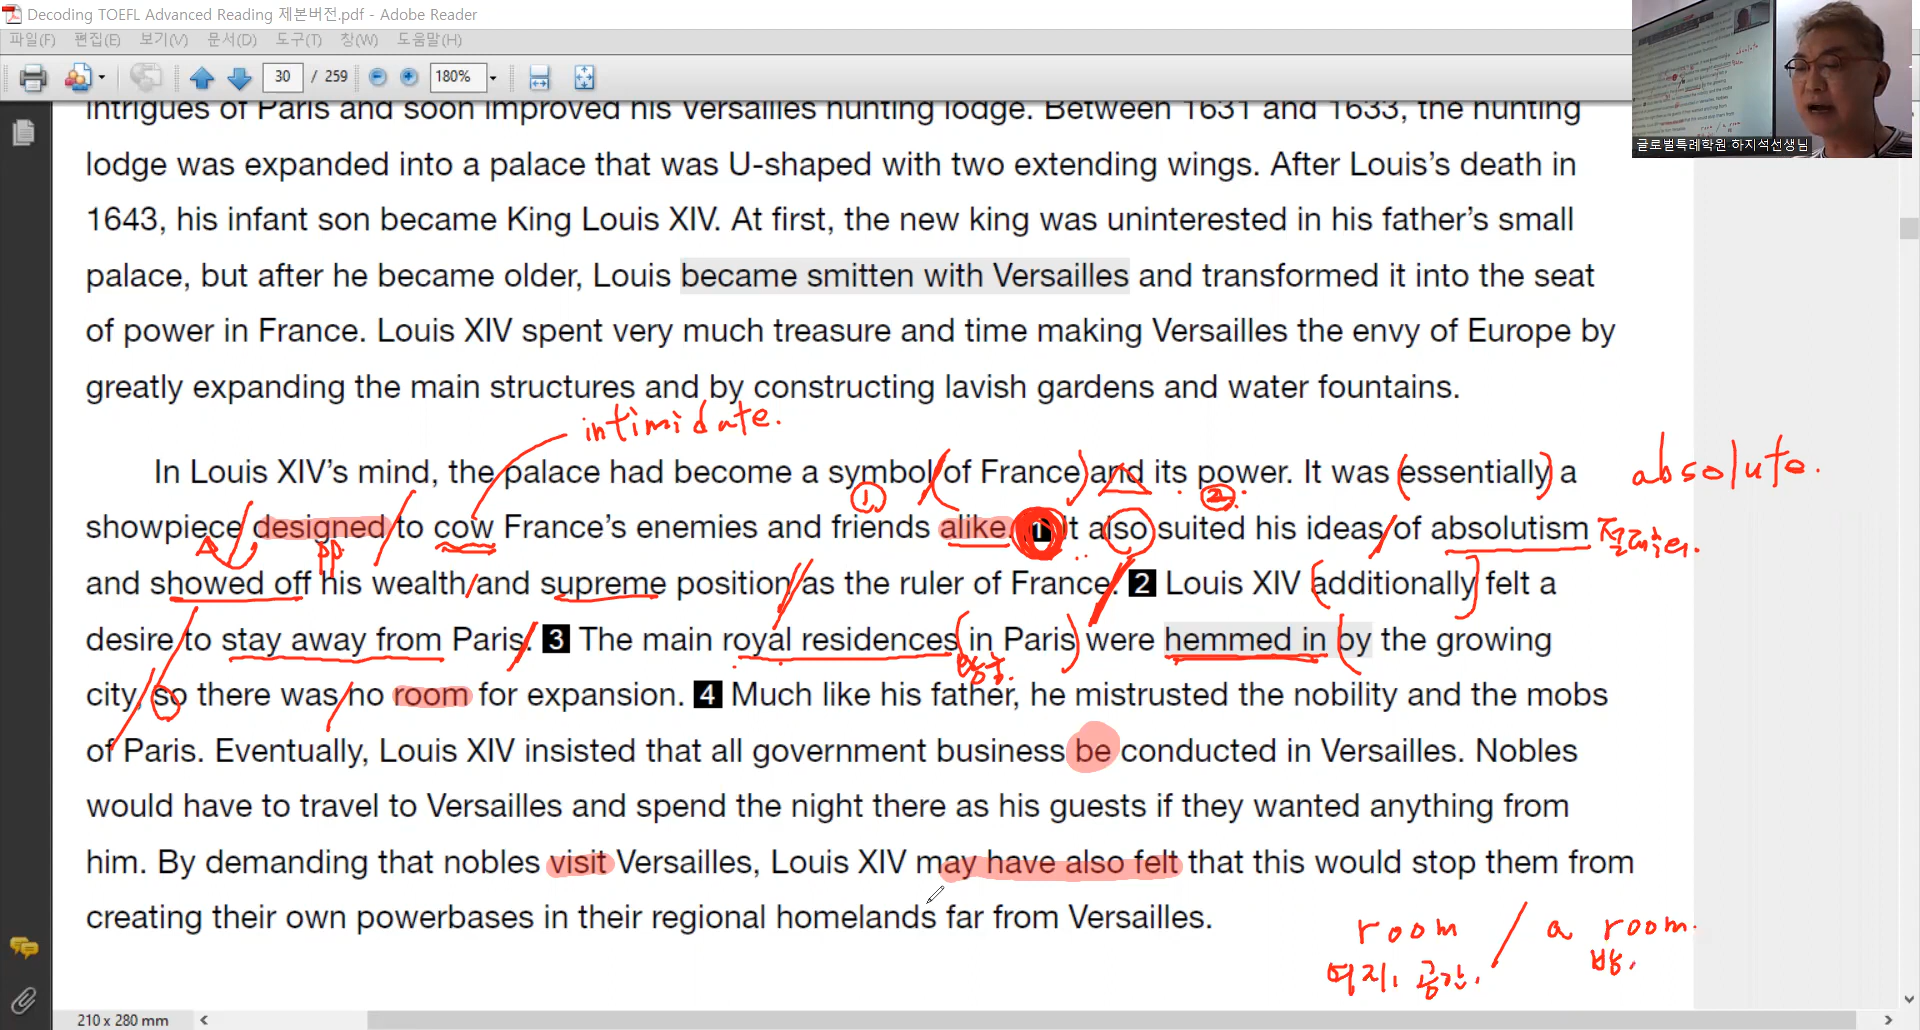 Decoding TOEFL Advanced Reading 제본버전.pdf - Adobe Reader
파일(F) 편집(E) 보기(V) 문서(D) 도구(T) 창(W) 도움말(H)
30 / 259 180%
글로벌특례학원 하지석선생님
intrigues of Paris and soon improved his Versailles hunting lodge. Between 1631 and 1633, the hunting
lodge was expanded into a palace that was U-shaped with two extending wings. After Louis's death in
1643, his infant son became King Louis XIV. At first, the new king was uninterested in his father's small
palace, but after he became older, Louis became smitten with Versailles and transformed it into the seat
of power in France. Louis XIV spent very much treasure and time making Versailles the envy of Europe by
greatly expanding the main structures and by constructing lavish gardens and water fountains.
intimidate.
In Louis XIV's mind, the palace had become a symbol of France and its power. It was essentially a
absolute.
① ②
showpiece designed to cow France's enemies and friends alike. 1 It also suited his ideas of absolutism
pp.
and showed off his wealth and supreme position as the ruler of France. 2 Louis XIV additionally felt a
desire to stay away from Paris. 3 The main royal residences in Paris were hemmed in by the growing
city, so there was no room for expansion. 4 Much like his father, he mistrusted the nobility and the mobs
of Paris. Eventually, Louis XIV insisted that all government business be conducted in Versailles. Nobles
would have to travel to Versailles and spend the night there as his guests if they wanted anything from
him. By demanding that nobles visit Versailles, Louis XIV may have also felt that this would stop them from
creating their own powerbases in their regional homelands far from Versailles.
room / a room.
여지, 공간. 방.
210 x 280 mm